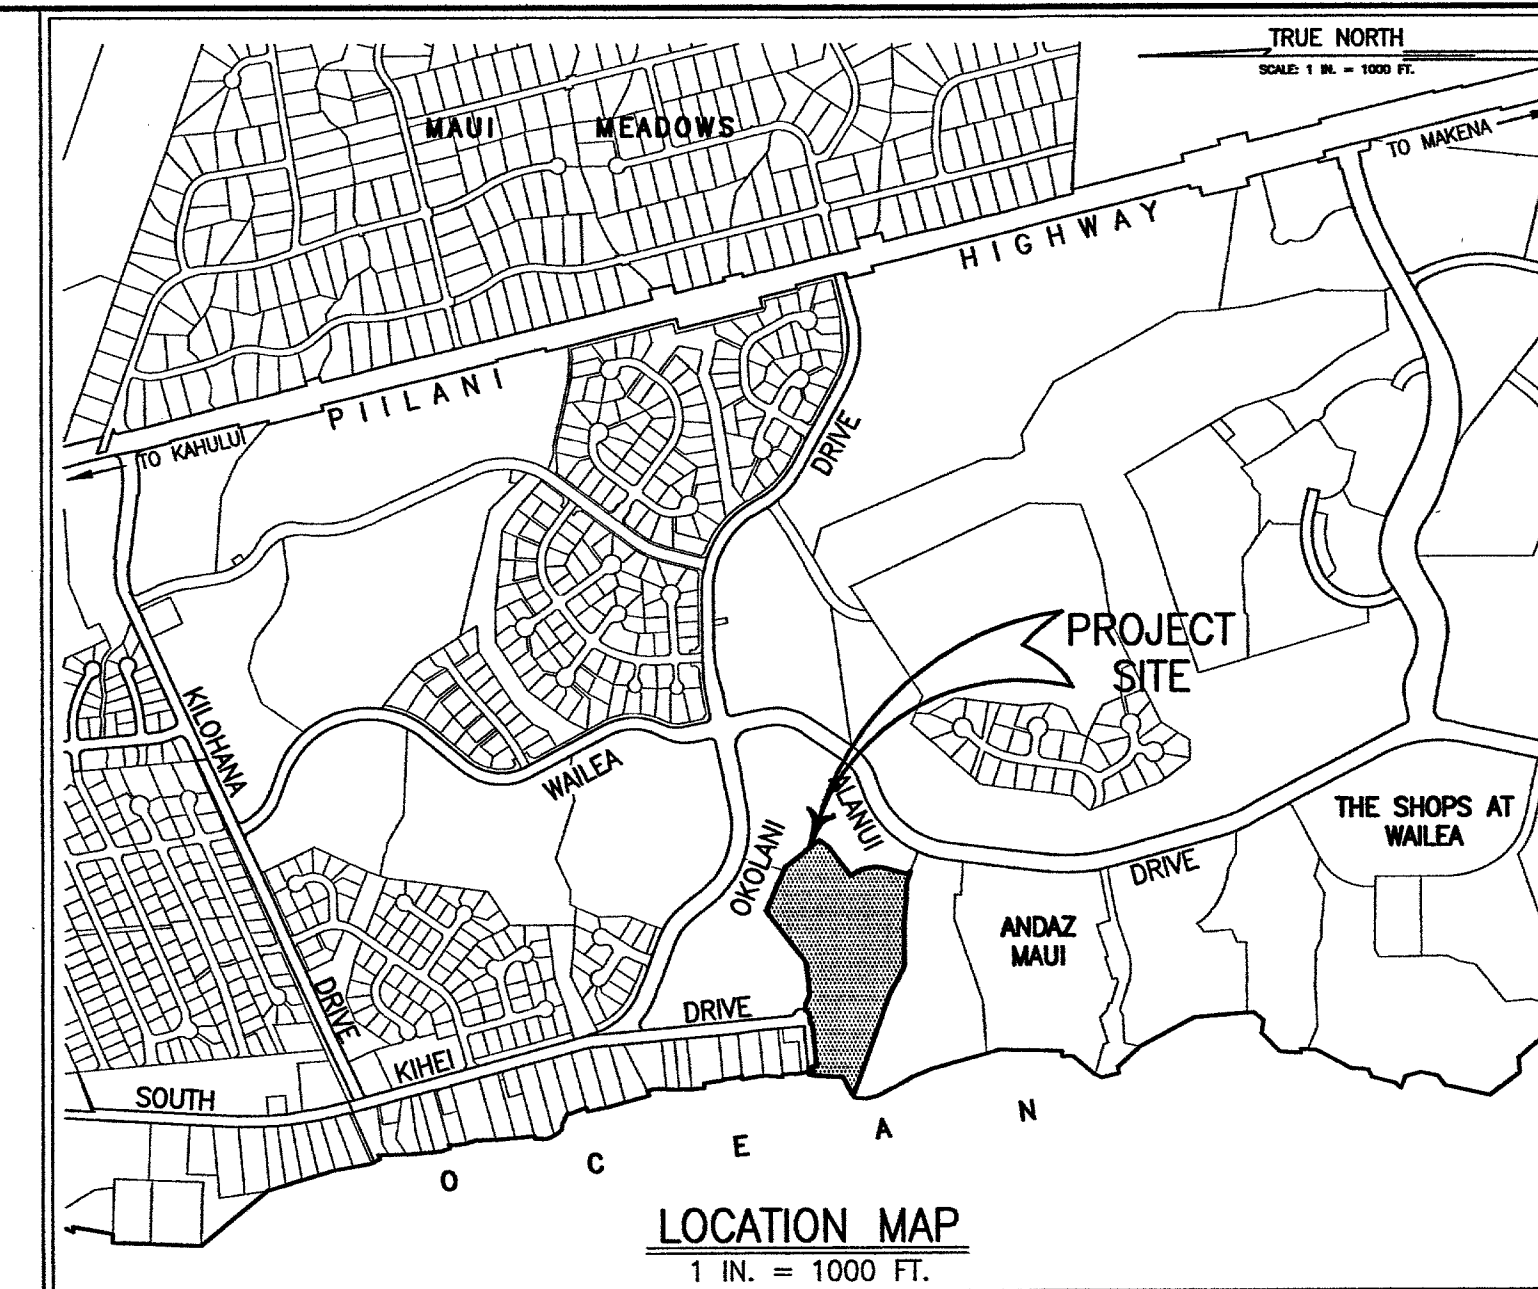 TRUE NORTH
SCALE: 1 IN. = 1000 FT.
MAUI MEADOWS
TO MAKENA
HIGHWAY
PIILANI
TO KAHULUI
DRIVE
PROJECT
SITE
KILOHANA
WAILEA
ALANUI
OKOLANI
THE SHOPS AT
WAILEA
DRIVE
ANDAZ
MAUI
DRIVE
DRIVE
KIHEI
SOUTH
OCEAN
LOCATION MAP
1 IN. = 1000 FT.